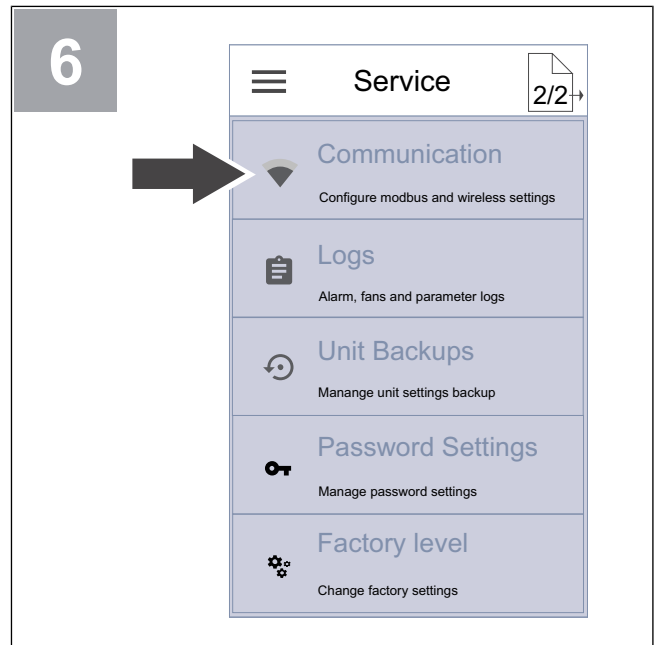 6
Service
2/2
Communication
Configure modbus and wireless settings
Logs
Alarm, fans and parameter logs
Unit Backups
Manange unit settings backup
Password Settings
Manage password settings
Factory level
Change factory settings